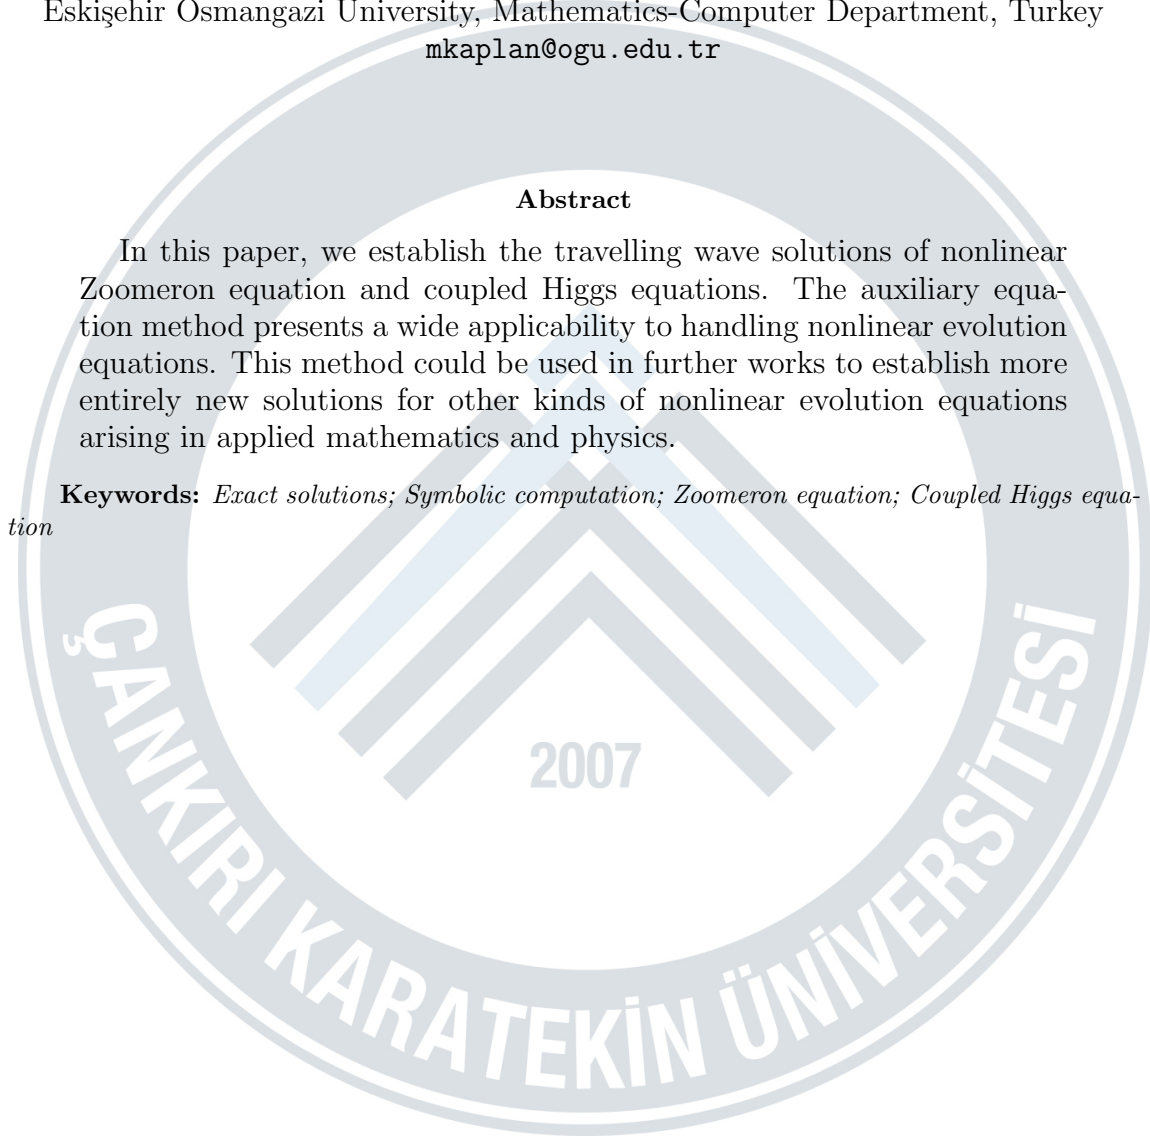 Eskişehir Osmangazi University, Mathematics-Computer Department, Turkey
mkaplan@ogu.edu.tr
Abstract
In this paper, we establish the travelling wave solutions of nonlinear
Zoomeron equation and coupled Higgs equations. The auxiliary equa-
tion method presents a wide applicability to handling nonlinear evolution
equations. This method could be used in further works to establish more
entirely new solutions for other kinds of nonlinear evolution equations
arising in applied mathematics and physics.
Keywords: Exact solutions; Symbolic computation; Zoomeron equation; Coupled Higgs equa-
tion
2007
ÇANKIRI KARATEKİN ÜNİVERSİTESİ